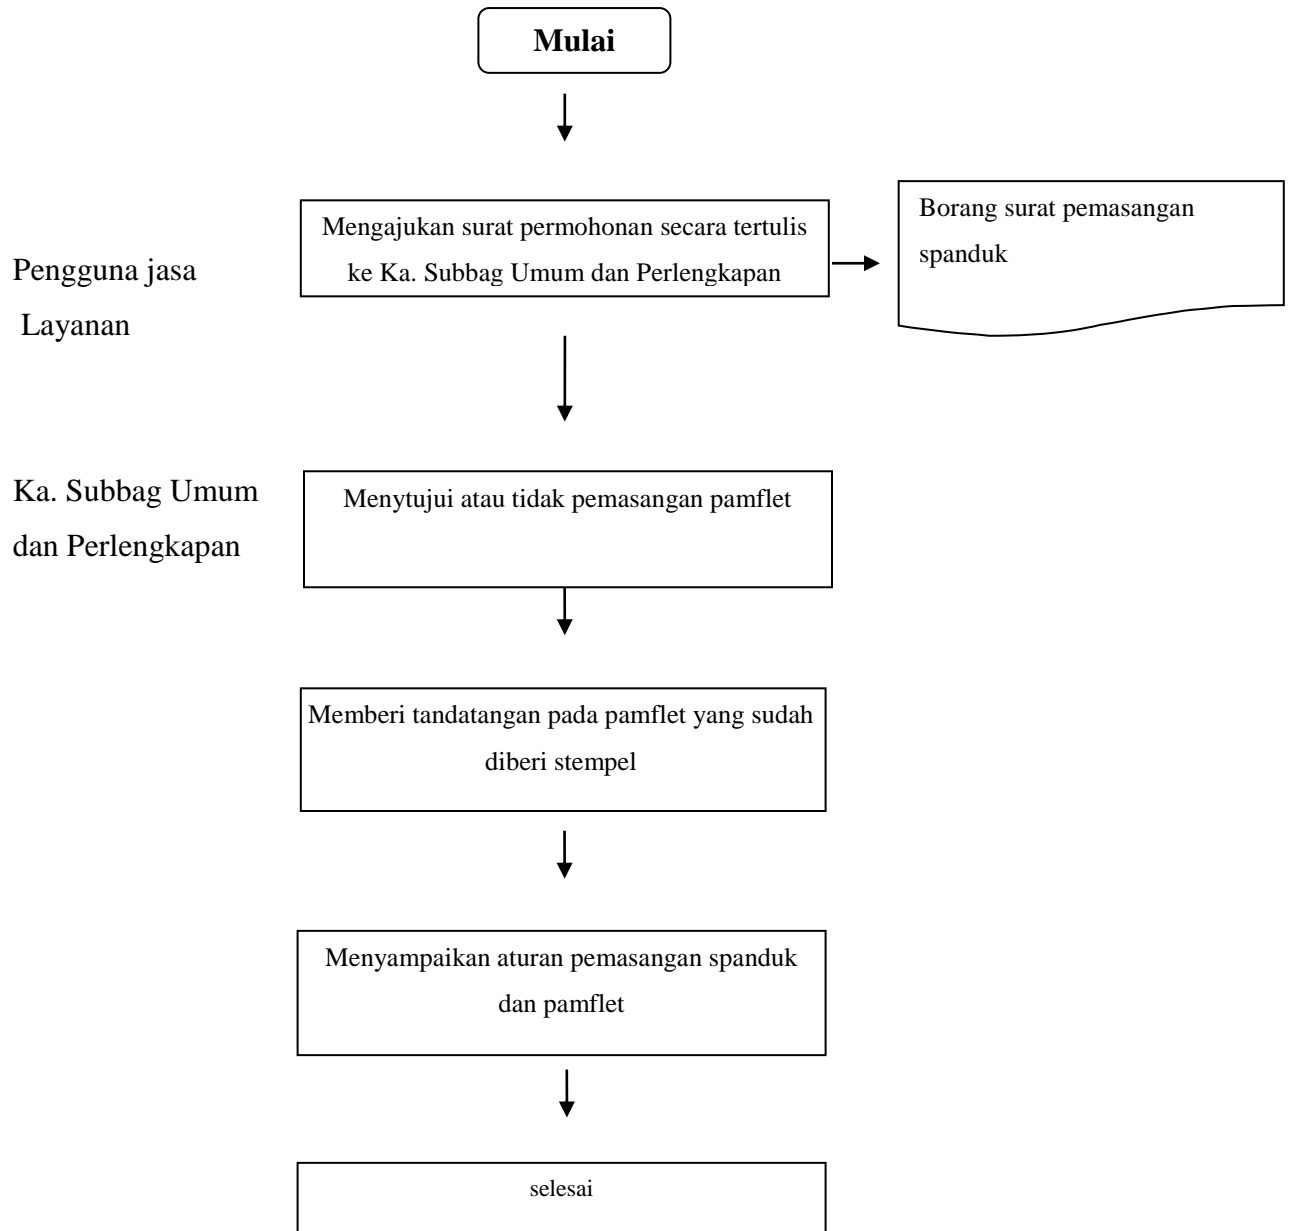 Mulai
Mengajukan surat permohonan secara tertulis
ke Ka. Subbag Umum dan Perlengkapan
Borang surat pemasangan
spanduk
Pengguna jasa
Layanan
Ka. Subbag Umum
dan Perlengkapan
Menytujui atau tidak pemasangan pamflet
Memberi tandatangan pada pamflet yang sudah
diberi stempel
Menyampaikan aturan pemasangan spanduk
dan pamflet
selesai